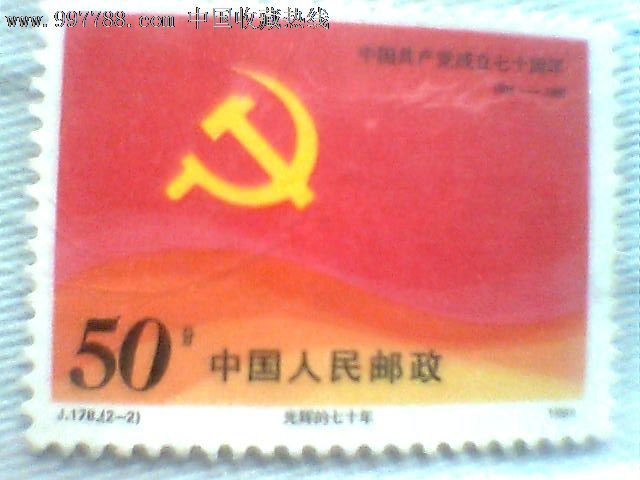 www.997788.com 中国收藏热线
中国共产党成立七十周年
50分
中国人民邮政
J.178.(2-2) 光辉的七十年 1991